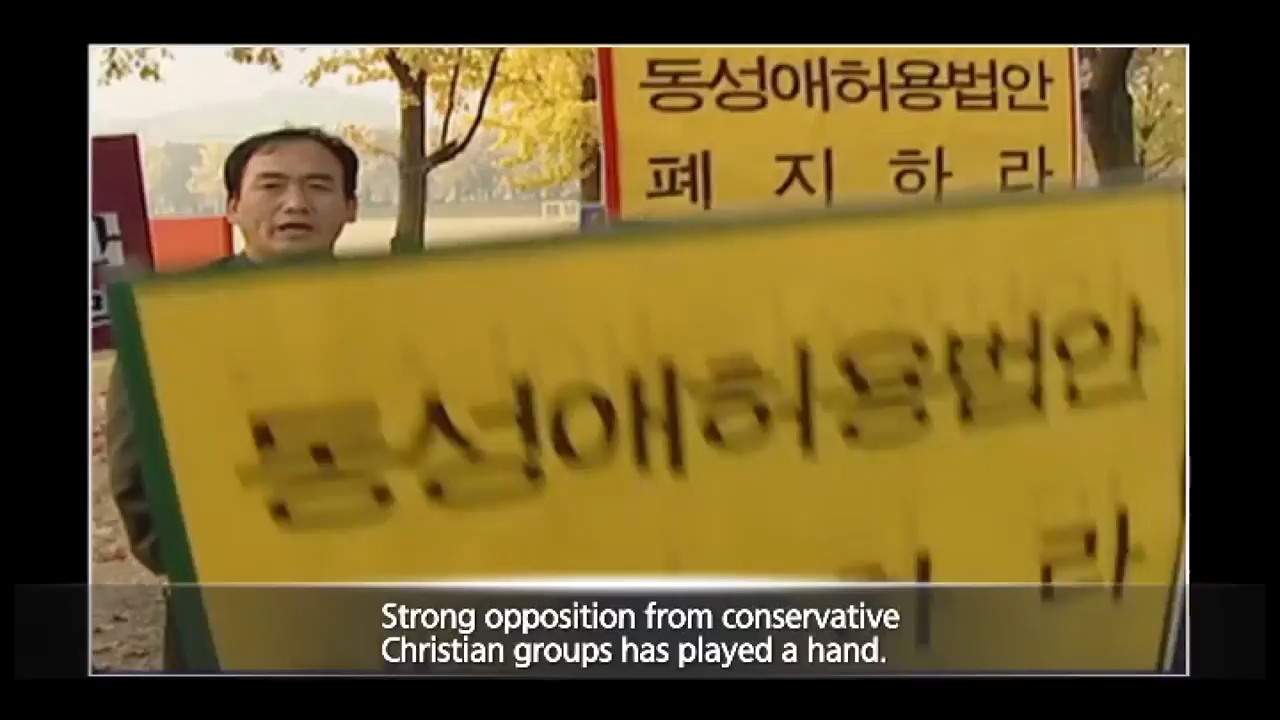 동성애허용법안
폐 지 하 라
동성애허용법안
라
Strong opposition from conservative
Christian groups has played a hand.